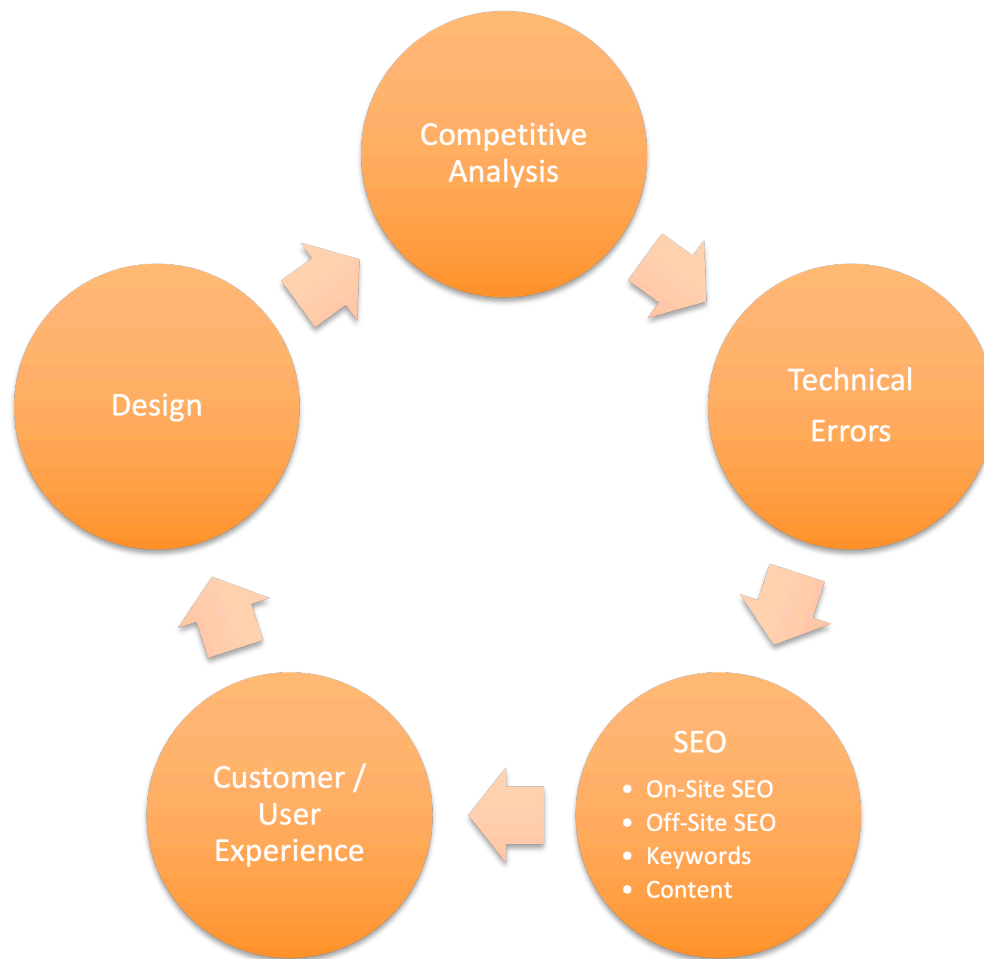 Competitive
Analysis
Technical
Errors
SEO
• On-Site SEO
• Off-Site SEO
• Keywords
• Content
Customer /
User
Experience
Design